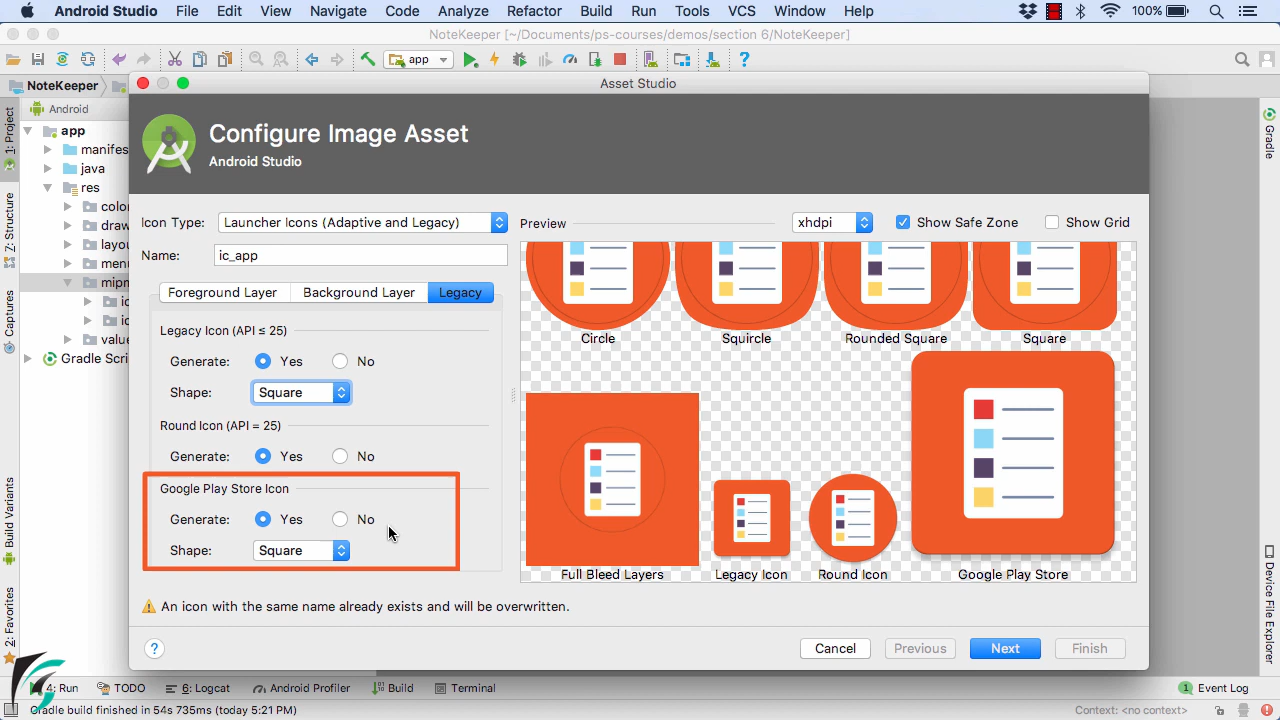 Android Studio File Edit View Navigate Code Analyze Refactor Build Run Tools VCS Window Help 100%
NoteKeeper [~/Documents/ps-courses/demos/section 6/NoteKeeper]
app
NoteKeeper
Asset Studio
Android
Configure Image Asset
Android Studio
1: Project
Z: Structure
Captures
Build Variants
2: Favorites
app
manifes
java
res
color
draw
layou
menu
mipm
ic
ic
value
Gradle Scri
Icon Type: Launcher Icons (Adaptive and Legacy)
Name: ic_app
Foreground Layer Background Layer Legacy
Legacy Icon (API ≤ 25)
Generate: Yes No
Shape: Square
Round Icon (API = 25)
Generate: Yes No
Google Play Store Icon
Generate: Yes No
Shape: Square
Preview xhdpi Show Safe Zone Show Grid
Circle Squircle Rounded Square Square
Full Bleed Layers Legacy Icon Round Icon Google Play Store
An icon with the same name already exists and will be overwritten.
? Cancel Previous Next Finish
Gradle
Device File Explorer
4: Run TODO 6: Logcat Android Profiler Build Terminal 1 Event Log
Gradle build finished in 54s 735ms (today 5:21 PM) Context: <no context>